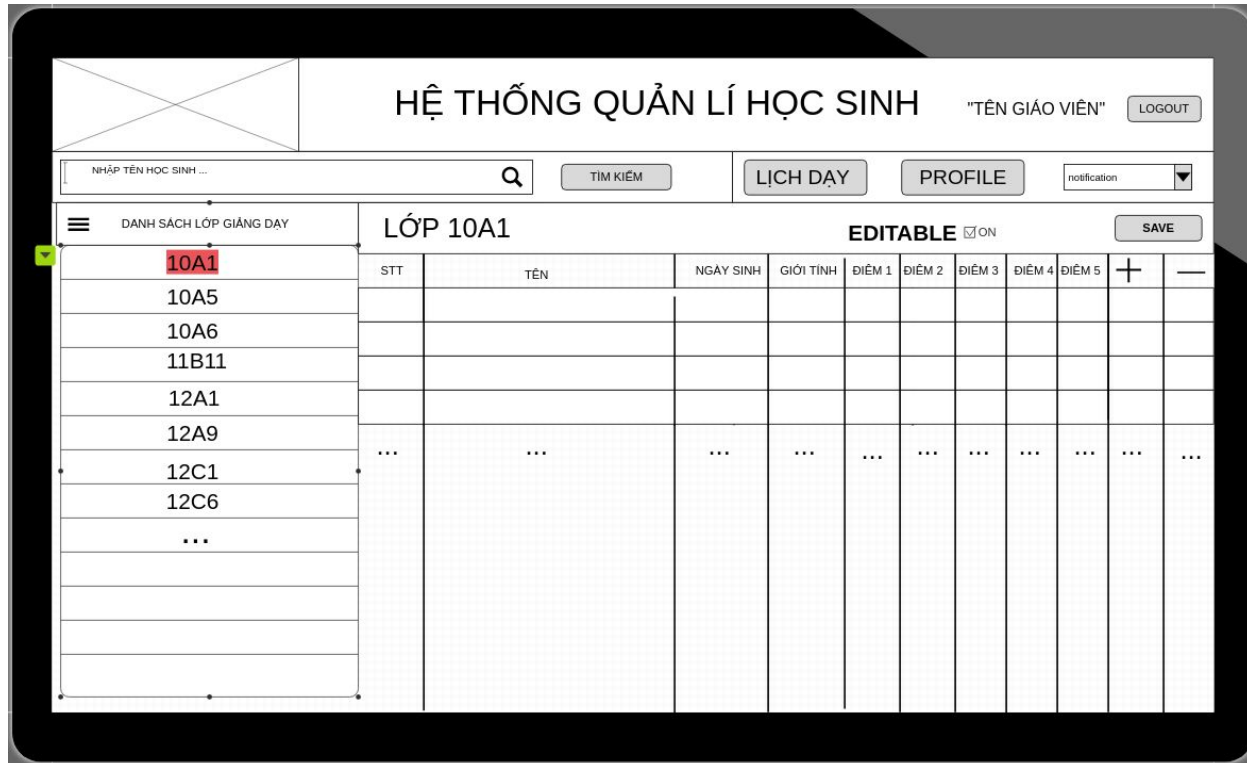 HỆ THỐNG QUẢN LÍ HỌC SINH
"TÊN GIÁO VIÊN"
LOGOUT
NHẬP TÊN HỌC SINH ...
TÌM KIẾM
LỊCH DẠY
PROFILE
notification
DANH SÁCH LỚP GIẢNG DẠY
LỚP 10A1
EDITABLE ON
SAVE
10A1
10A5
10A6
11B11
12A1
12A9
12C1
12C6
...
STT TÊN NGÀY SINH GIỚI TÍNH ĐIỂM 1 ĐIỂM 2 ĐIỂM 3 ĐIỂM 4 ĐIỂM 5 + —
... ... ... ... ... ... ... ... ... ... ...